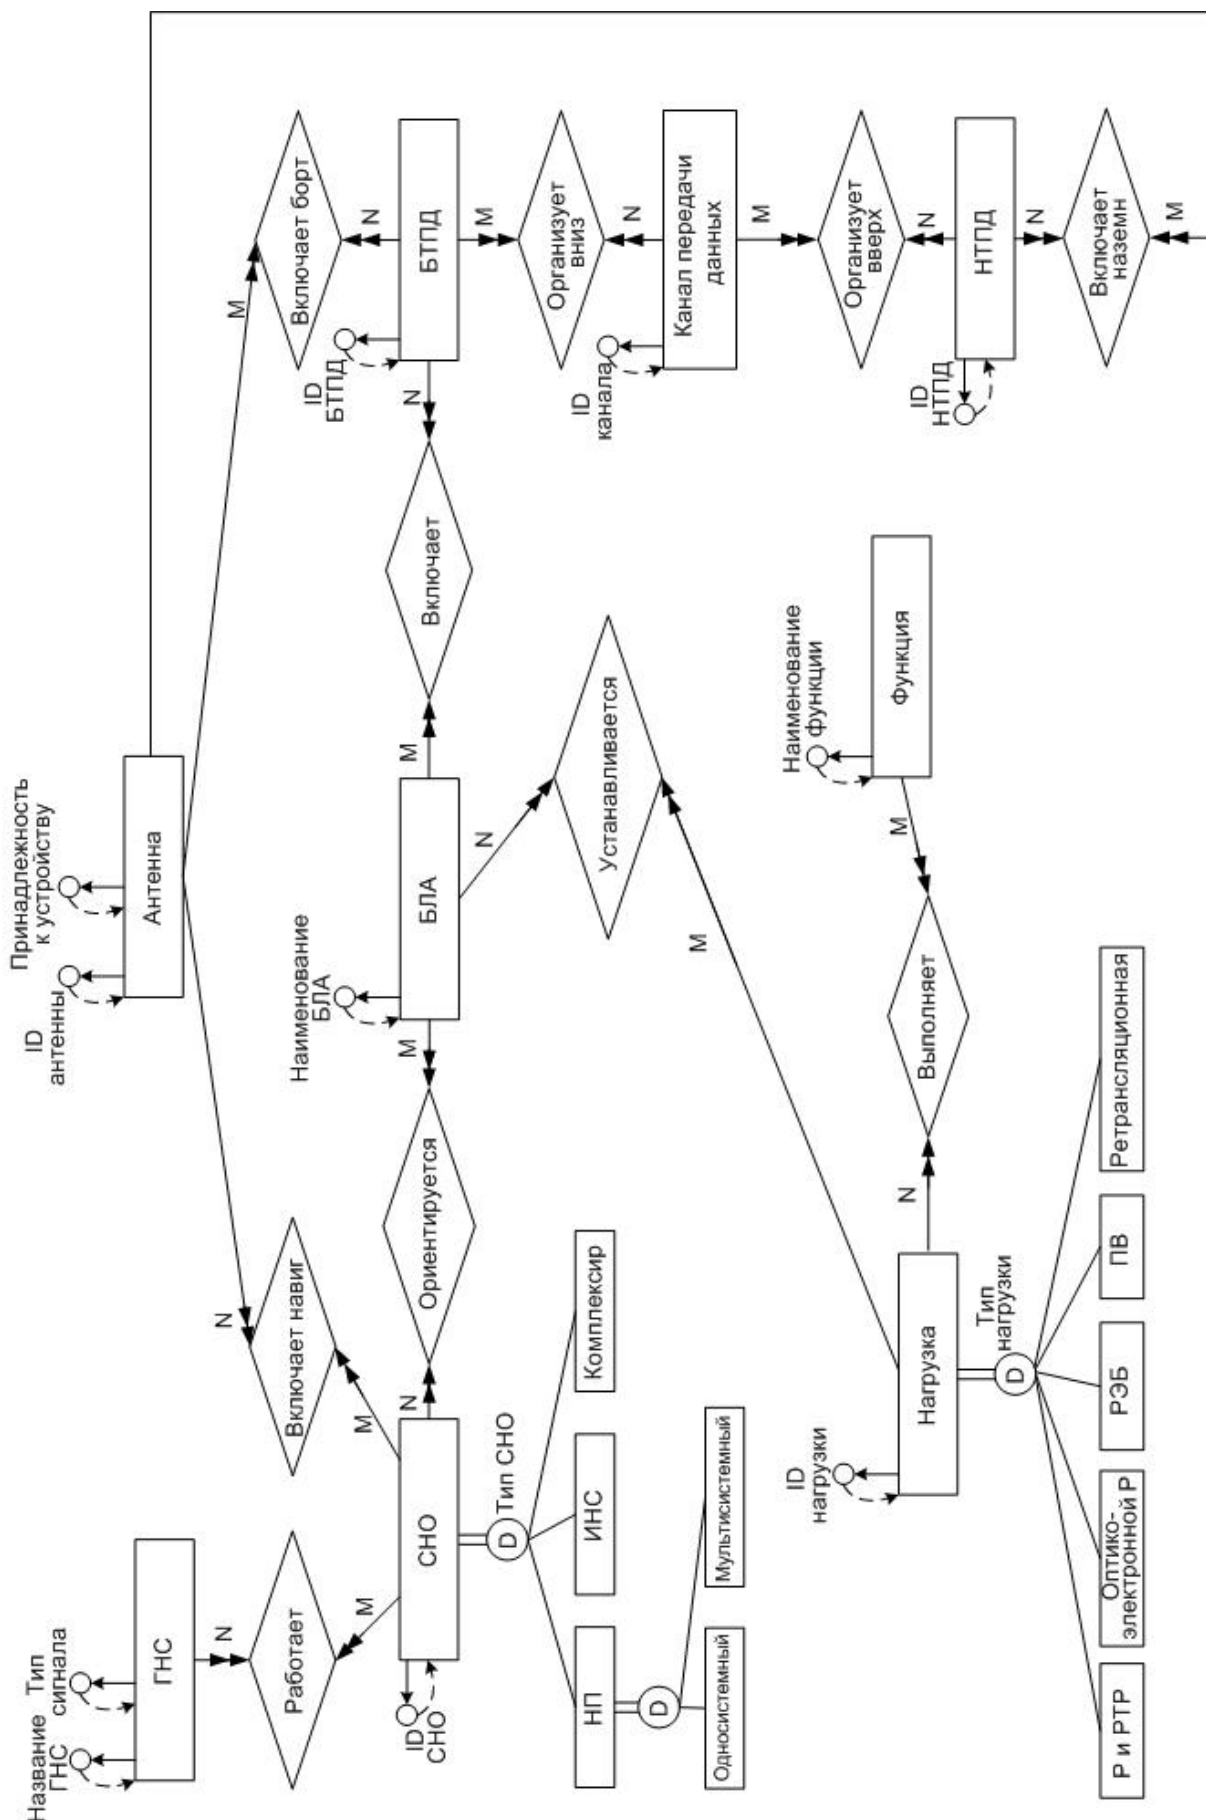 Название
ГНС
Тип
сигнала
ID
антенны
Принадлежность
к устройству
ГНС
Антенна
N
N
M
Работает
Включает навиг
Наименование
БЛА
ID
БТПД
Включает борт
M
M
N
ID
СНО
СНО
N
Ориентируется
M
БЛА
M
Включает
N
БТПД
D
Тип СНО
N
M
НП
ИНС
Комплексир
Устанавливается
ID
канала
Организует
вниз
N
D
Односистемный
Мультисистемный
M
Канал передачи
данных
M
ID
нагрузки
Наименование
функции
Организует
вверх
Нагрузка
N
Выполняет
M
Функция
ID
НТПД
N
НТПД
D
Тип
нагрузки
N
Р и РТР
Оптико-
электронной Р
РЭБ
ПВ
Ретрансляционная
Включает
наземн
M